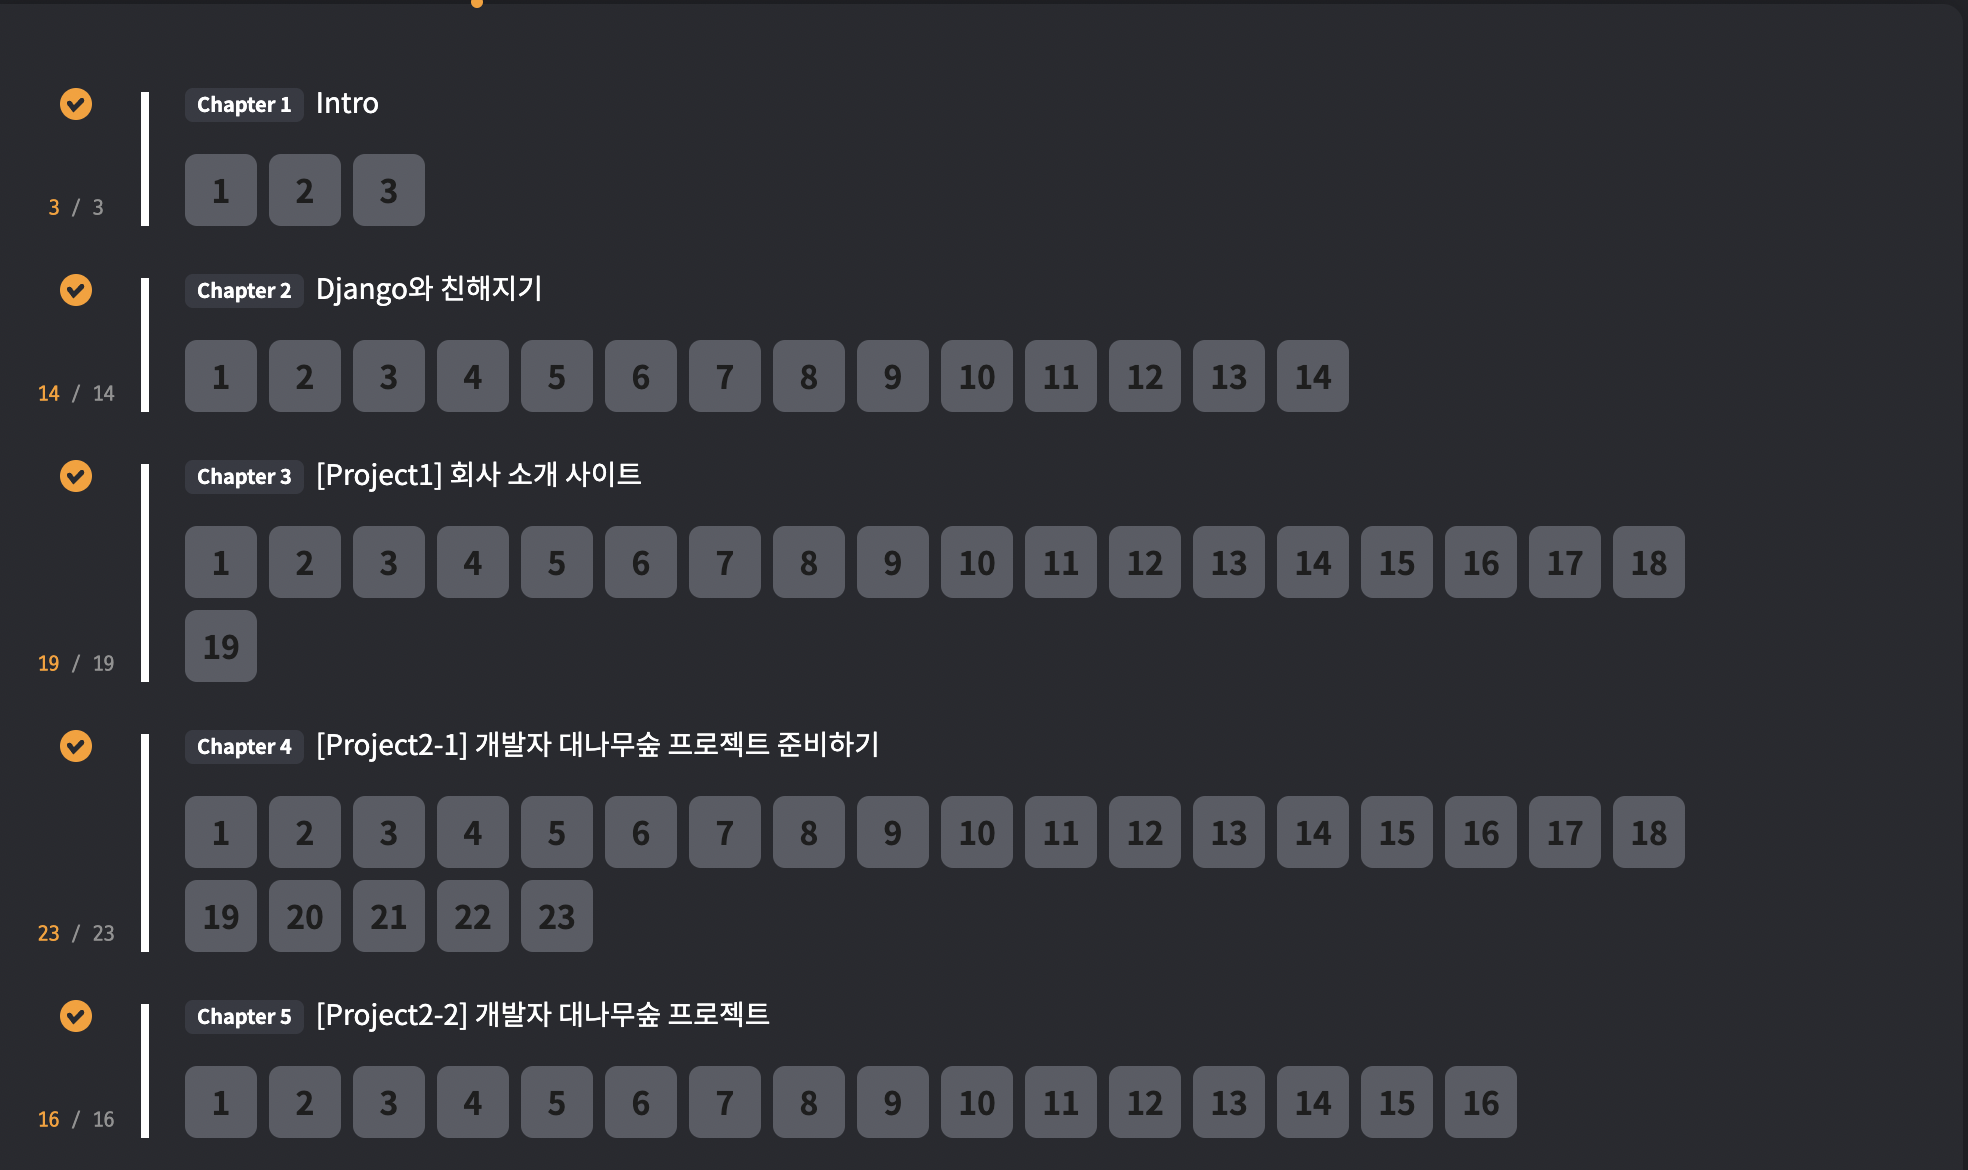 Chapter 1 Intro
1 2 3
3 / 3
Chapter 2 Django와 친해지기
1 2 3 4 5 6 7 8 9 10 11 12 13 14
14 / 14
Chapter 3 [Project1] 회사 소개 사이트
1 2 3 4 5 6 7 8 9 10 11 12 13 14 15 16 17 18
19
19 / 19
Chapter 4 [Project2-1] 개발자 대나무숲 프로젝트 준비하기
1 2 3 4 5 6 7 8 9 10 11 12 13 14 15 16 17 18
19 20 21 22 23
23 / 23
Chapter 5 [Project2-2] 개발자 대나무숲 프로젝트
1 2 3 4 5 6 7 8 9 10 11 12 13 14 15 16
16 / 16